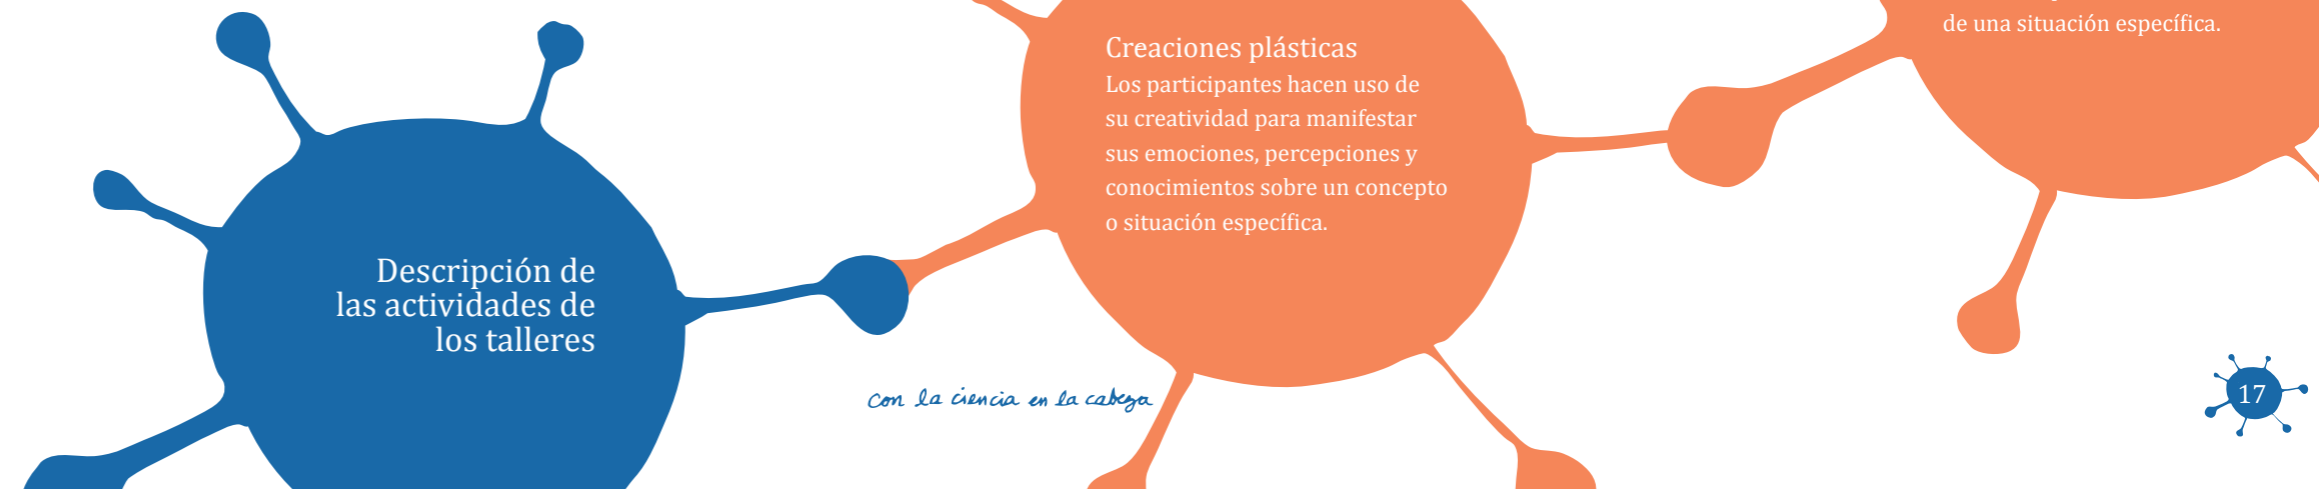 Descripción de
las actividades de
los talleres
con la ciencia en la cabeza
Creaciones plásticas
Los participantes hacen uso de
su creatividad para manifestar
sus emociones, percepciones y
conocimientos sobre un concepto
o situación específica.
de una situación específica.
17